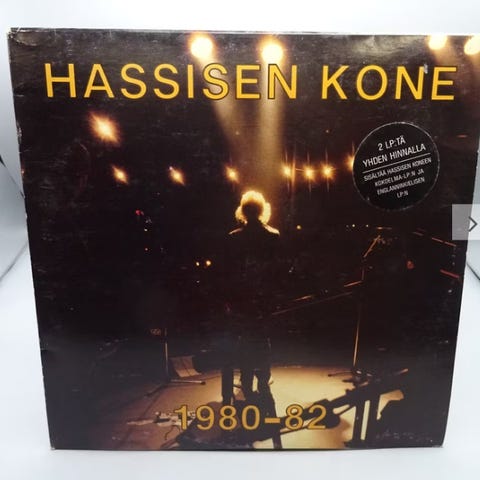 HASSISEN KONE
2 LP:TÄ
YHDEN HINNALLA
SISÄLTÄÄ HASSISEN KONEEN
KOKOELMA-LP:N JA
ENGLANNINKIELISEN
LP:N
1980-82